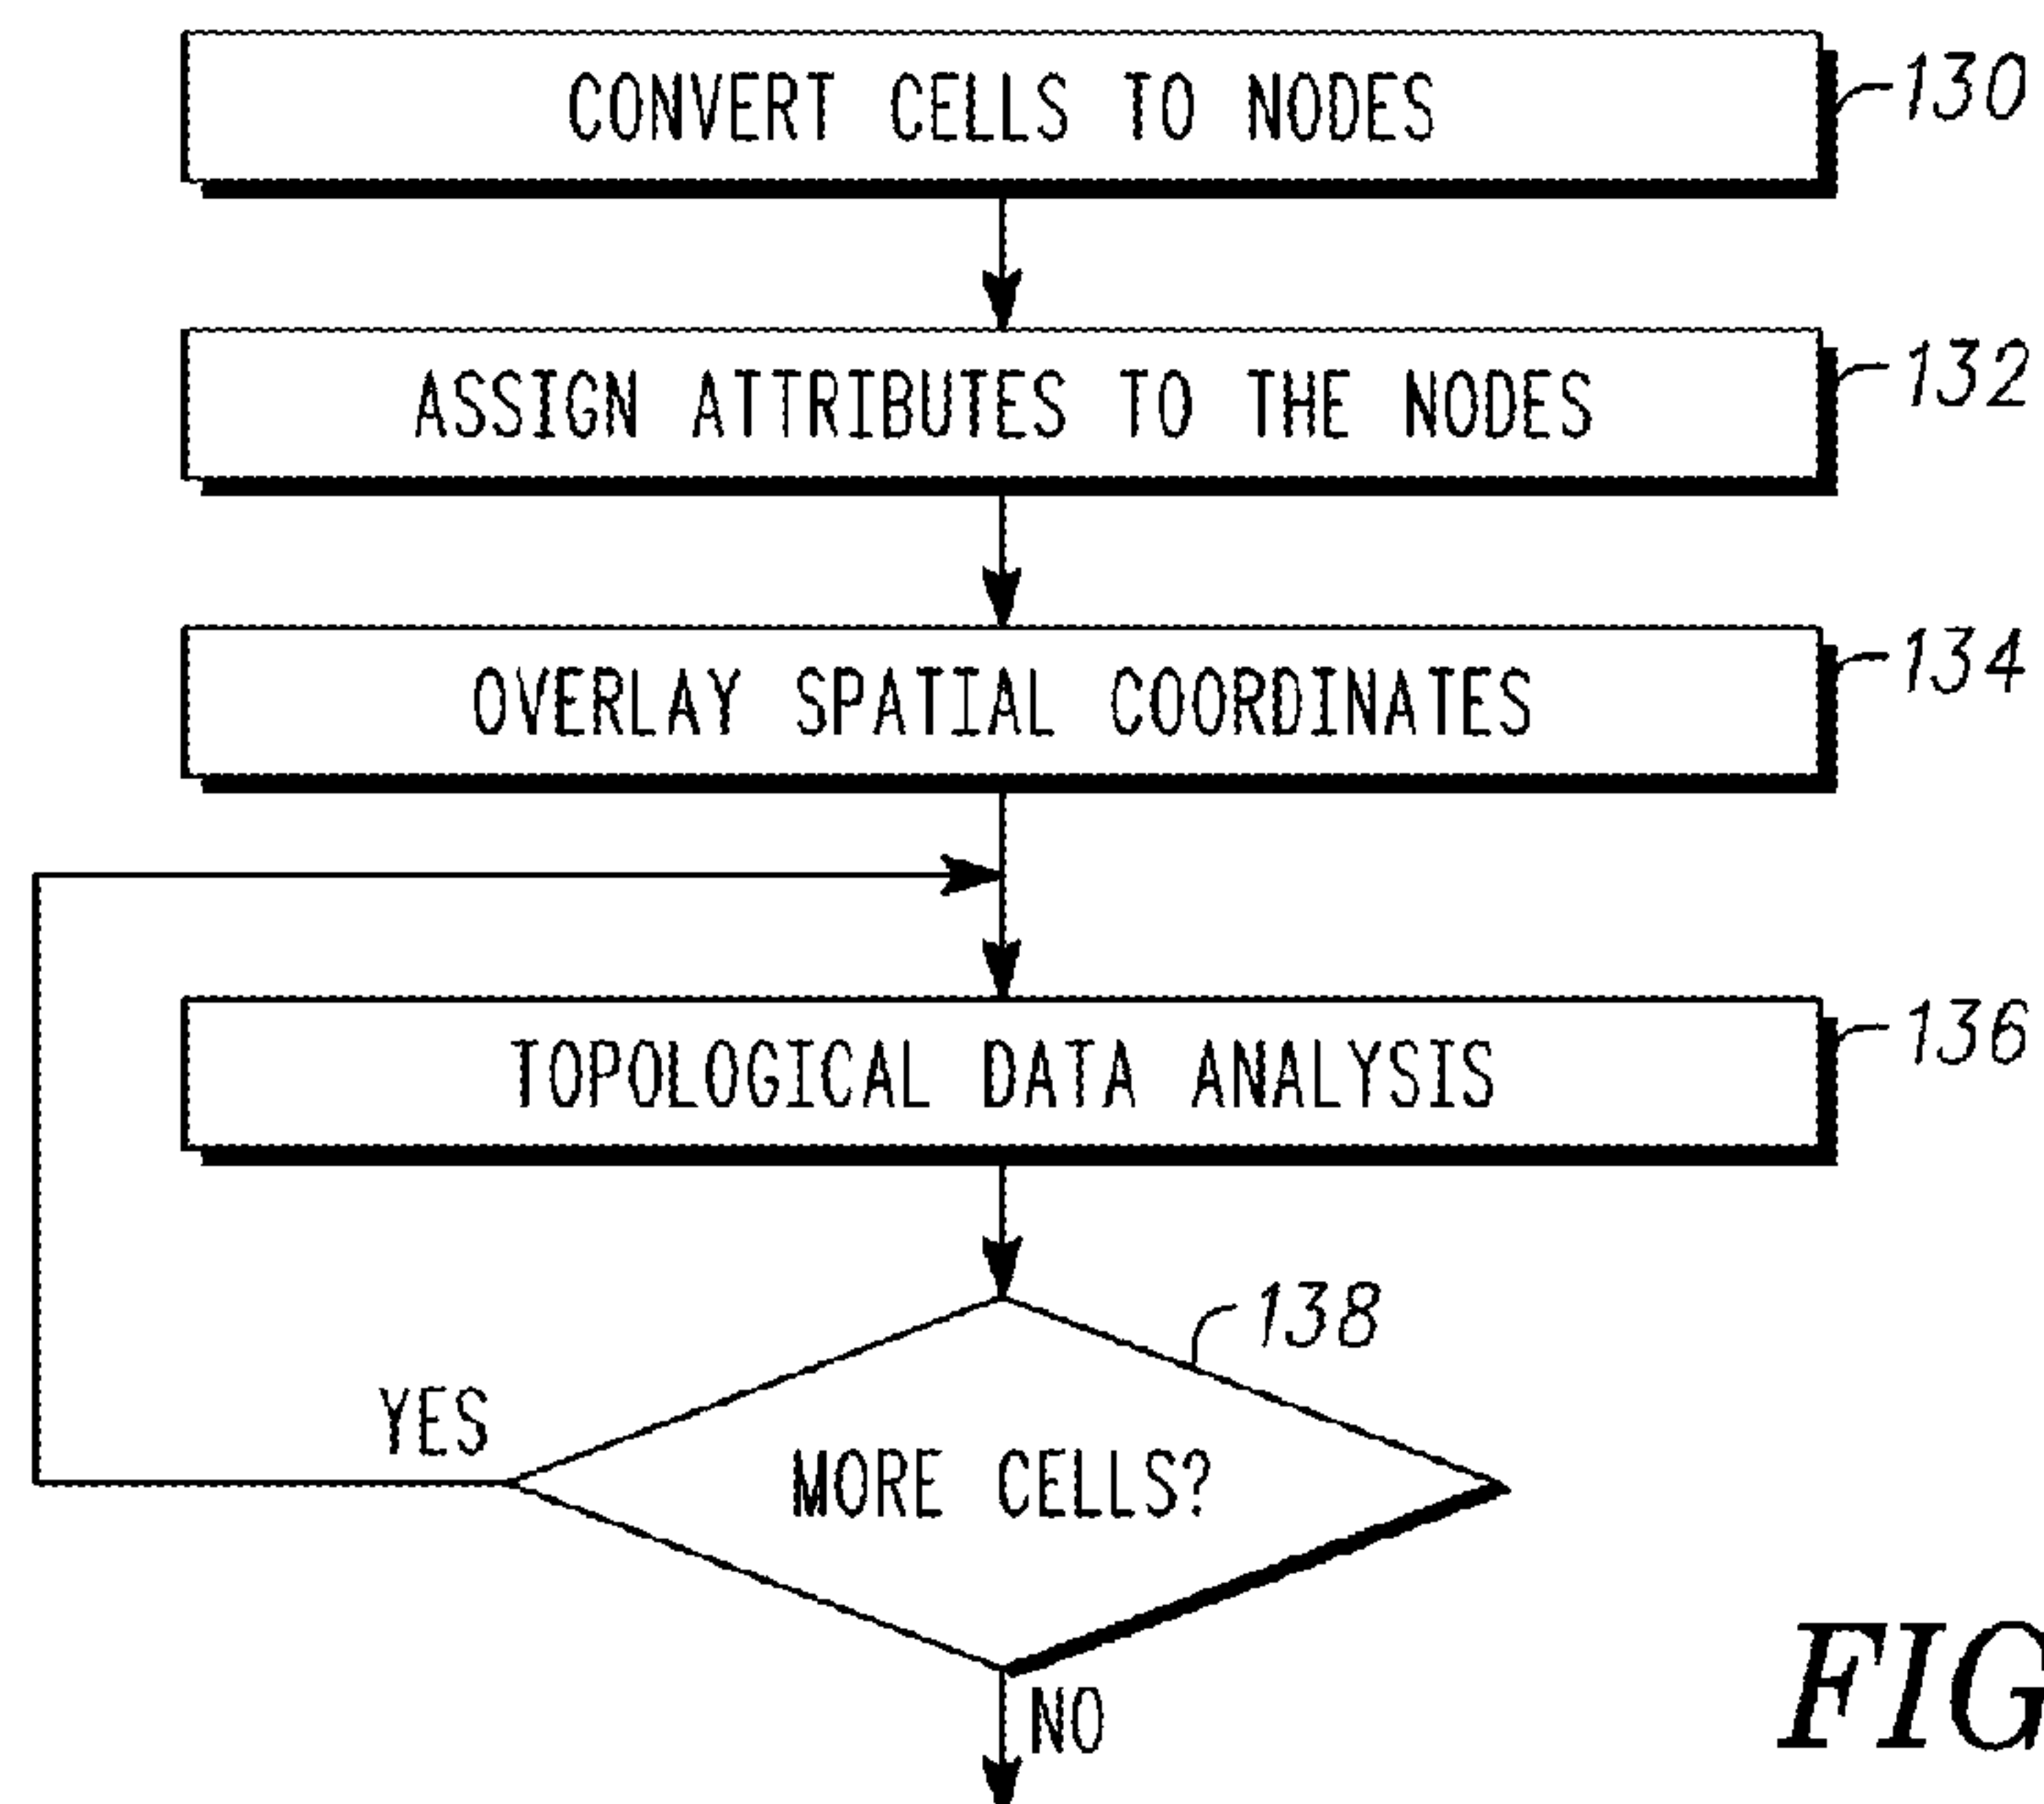 CONVERT CELLS TO NODES
130
ASSIGN ATTRIBUTES TO THE NODES
132
OVERLAY SPATIAL COORDINATES
134
TOPOLOGICAL DATA ANALYSIS
136
138
YES
MORE CELLS?
NO
FIG